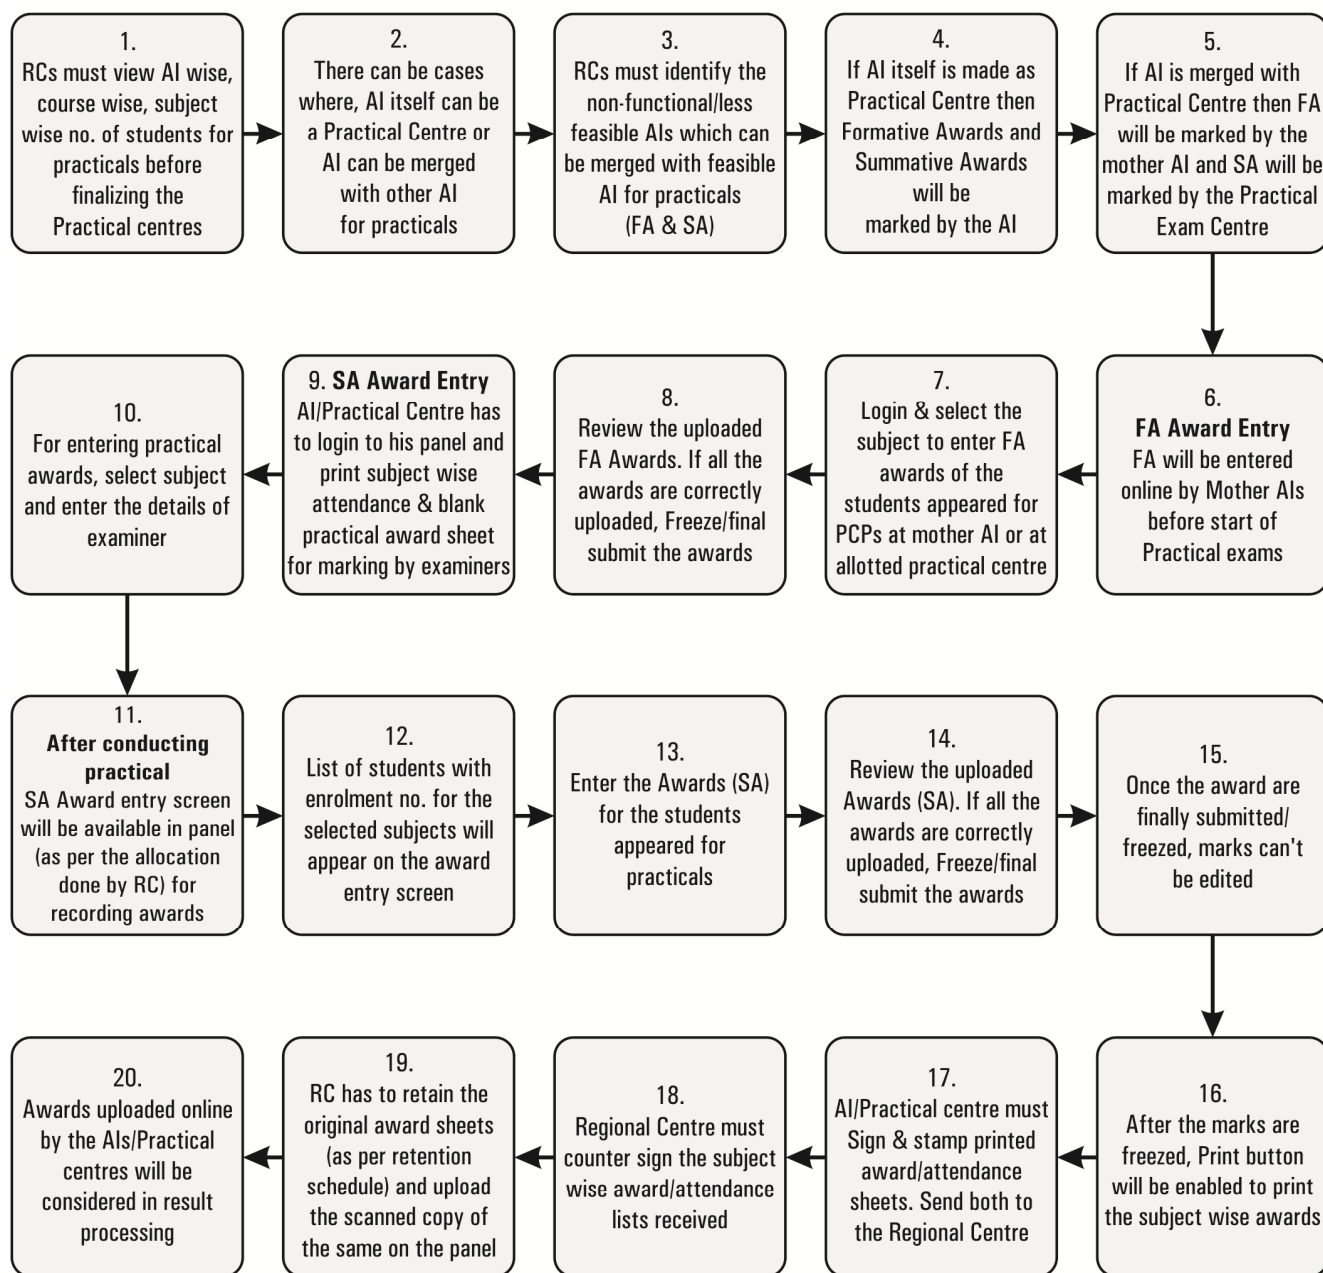 1.
RCs must view AI wise,
course wise, subject
wise no. of students for
practicals before
finalizing the
Practical centres
2.
There can be cases
where, AI itself can be
a Practical Centre or
AI can be merged
with other AI
for practicals
3.
RCs must identify the
non-functional/less
feasible AIs which can
be merged with feasible
AI for practicals
(FA & SA)
4.
If AI itself is made as
Practical Centre then
Formative Awards and
Summative Awards
will be
marked by the AI
5.
If AI is merged with
Practical Centre then FA
will be marked by the
mother AI and SA will be
marked by the Practical
Exam Centre
6.
FA Award Entry
FA will be entered
online by Mother AIs
before start of
Practical exams
7.
Login & select the
subject to enter FA
awards of the
students appeared for
PCPs at mother AI or at
allotted practical centre
8.
Review the uploaded
FA Awards. If all the
awards are correctly
uploaded, Freeze/final
submit the awards
9. SA Award Entry
AI/Practical Centre has
to login to his panel and
print subject wise
attendance & blank
practical award sheet
for marking by examiners
10.
For entering practical
awards, select subject
and enter the details of
examiner
11.
After conducting
practical
SA Award entry screen
will be available in panel
(as per the allocation
done by RC) for
recording awards
12.
List of students with
enrolment no. for the
selected subjects will
appear on the award
entry screen
13.
Enter the Awards (SA)
for the students
appeared for
practicals
14.
Review the uploaded
Awards (SA). If all the
awards are correctly
uploaded, Freeze/final
submit the awards
15.
Once the award are
finally submitted/
freezed, marks can't
be edited
16.
After the marks are
freezed, Print button
will be enabled to print
the subject wise awards
17.
AI/Practical centre must
Sign & stamp printed
award/attendance
sheets. Send both to
the Regional Centre
18.
Regional Centre must
counter sign the subject
wise award/attendance
lists received
19.
RC has to retain the
original award sheets
(as per retention
schedule) and upload
the scanned copy of
the same on the panel
20.
Awards uploaded online
by the AIs/Practical
centres will be
considered in result
processing